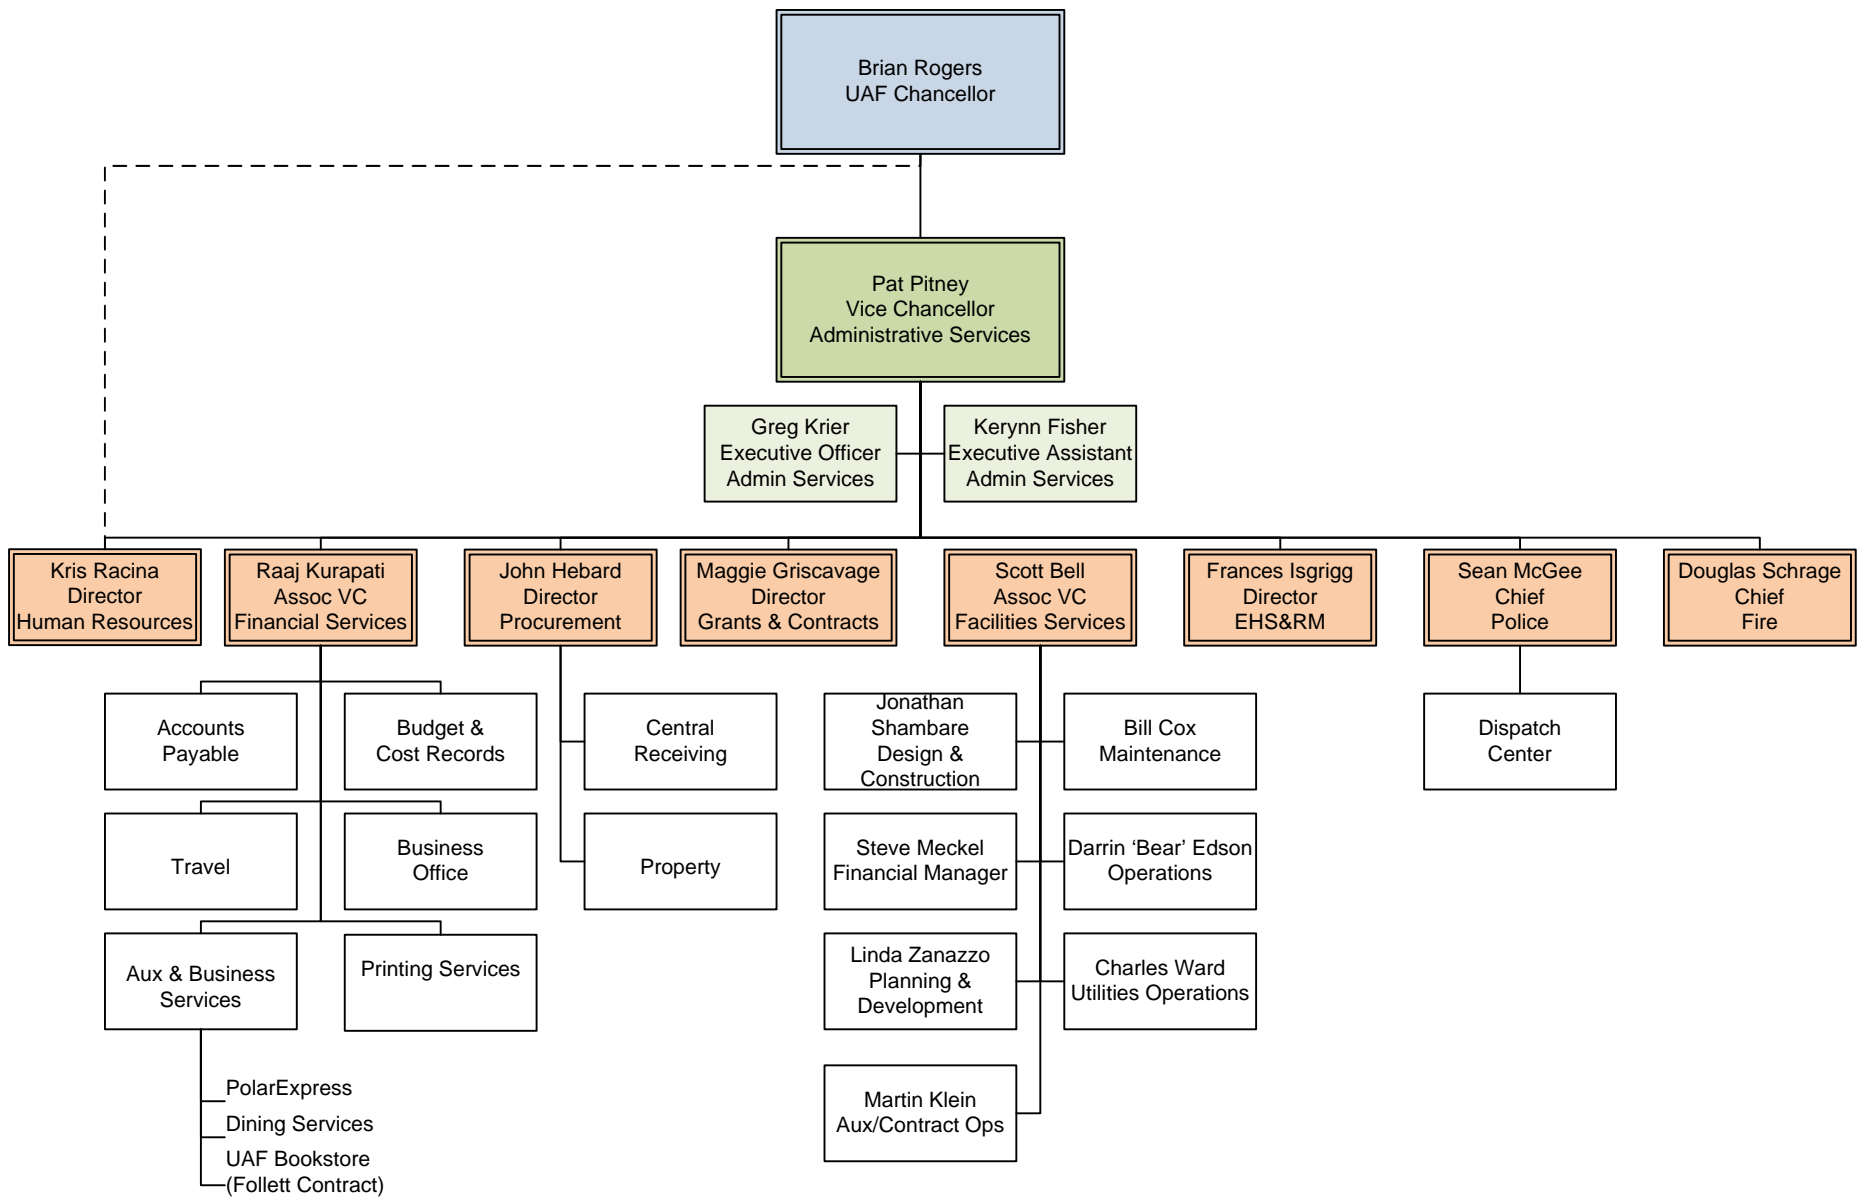 Brian Rogers
UAF Chancellor
Pat Pitney
Vice Chancellor
Administrative Services
Greg Krier
Executive Officer
Admin Services
Kerynn Fisher
Executive Assistant
Admin Services
Kris Racina
Director
Human Resources
Raaj Kurapati
Assoc VC
Financial Services
John Hebard
Director
Procurement
Maggie Griscavage
Director
Grants & Contracts
Scott Bell
Assoc VC
Facilities Services
Frances Isgrigg
Director
EHS&RM
Sean McGee
Chief
Police
Douglas Schrage
Chief
Fire
Accounts
Payable
Budget &
Cost Records
Central
Receiving
Jonathan
Shambare
Design &
Construction
Bill Cox
Maintenance
Dispatch
Center
Travel
Business
Office
Property
Steve Meckel
Financial Manager
Darrin ‘Bear’ Edson
Operations
Aux & Business
Services
Printing Services
Linda Zanazzo
Planning &
Development
Charles Ward
Utilities Operations
PolarExpress
Dining Services
UAF Bookstore
(Follett Contract)
Martin Klein
Aux/Contract Ops